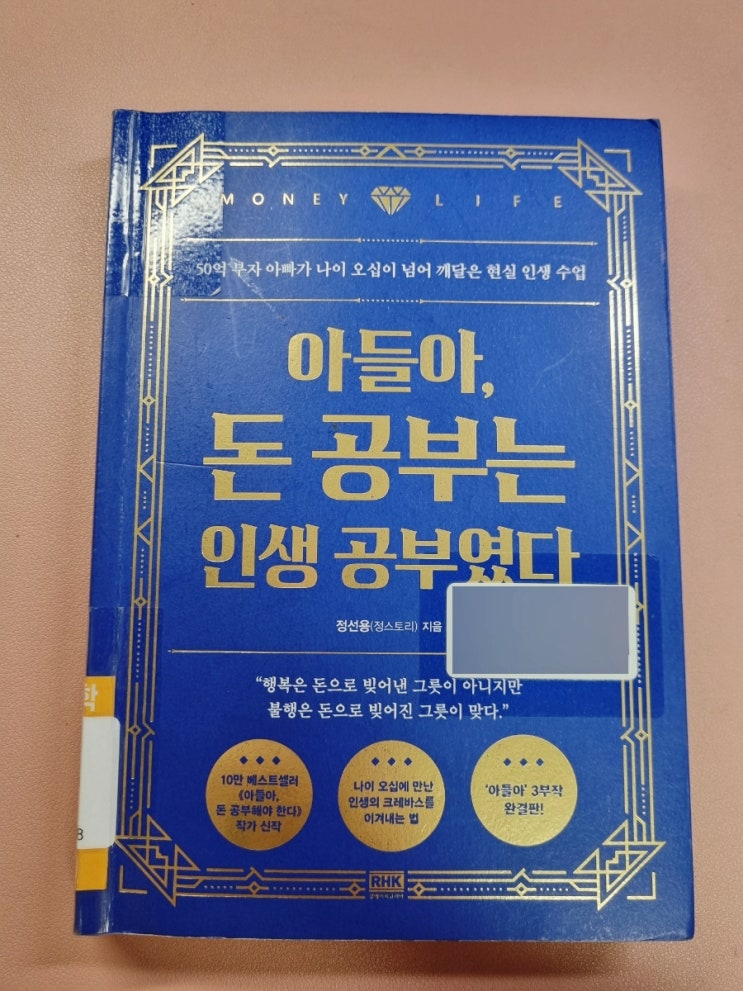 MONEY LIFE
50억 부자 아빠가 나이 오십이 넘어 깨달은 현실 인생 수업
아들아,
돈 공부는
인생 공부였다
정선용(정스토리) 지음
“행복은 돈으로 빚어낸 그릇이 아니지만
불행은 돈으로 빚어진 그릇이 맞다.”
10만 베스트셀러
《아들아,
돈 공부해야 한다》
작가 신작
나이 오십에 만난
인생의 크레바스를
이겨내는 법
‘아들아’ 3부작
완결판!
학
3
RHK